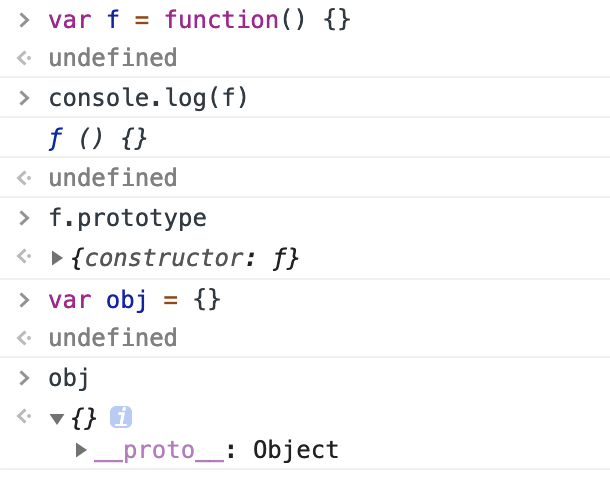 > var f = function() {}
undefined
> console.log(f)
ƒ () {}
undefined
> f.prototype
▶{constructor: ƒ}
> var obj = {}
undefined
> obj
▼{} i
▶__proto__: Object